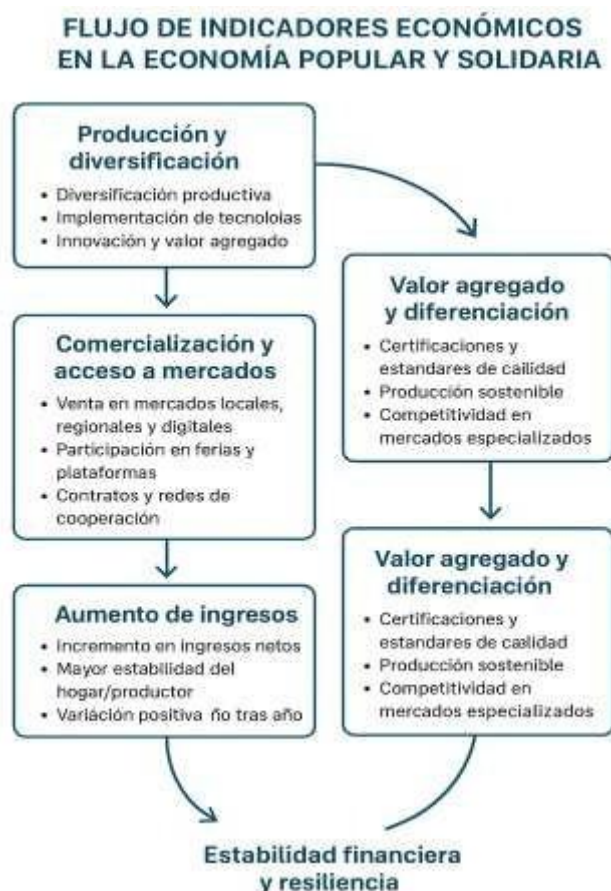 FLUJO DE INDICADORES ECONÓMICOS
EN LA ECONOMÍA POPULAR Y SOLIDARIA
Producción y
diversificación
• Diversificación productiva
• Implementación de tecnoloias
• Innovación y valor agregado
Comercialización y
acceso a mercados
• Venta en mercados locales,
regionales y digitales
• Participación en ferias y
plataformas
• Contratos y redes de
cooperación
Aumento de ingresos
• Incremento en ingresos netos
• Mayor estabilidad del
hogar/productor
• Variación positiva ño tras año
Valor agregado
y diferenciación
• Certificaciones y
estandares de cailidad
• Producción sostenible
• Competitividad en
mercados especializados
Valor agregado y
diferenciación
• Certificaciones y
estandares de cælidad
• Producción sostenible
• Competitividad en
mercados especializados
Estabilidad financiera
y resiliencia